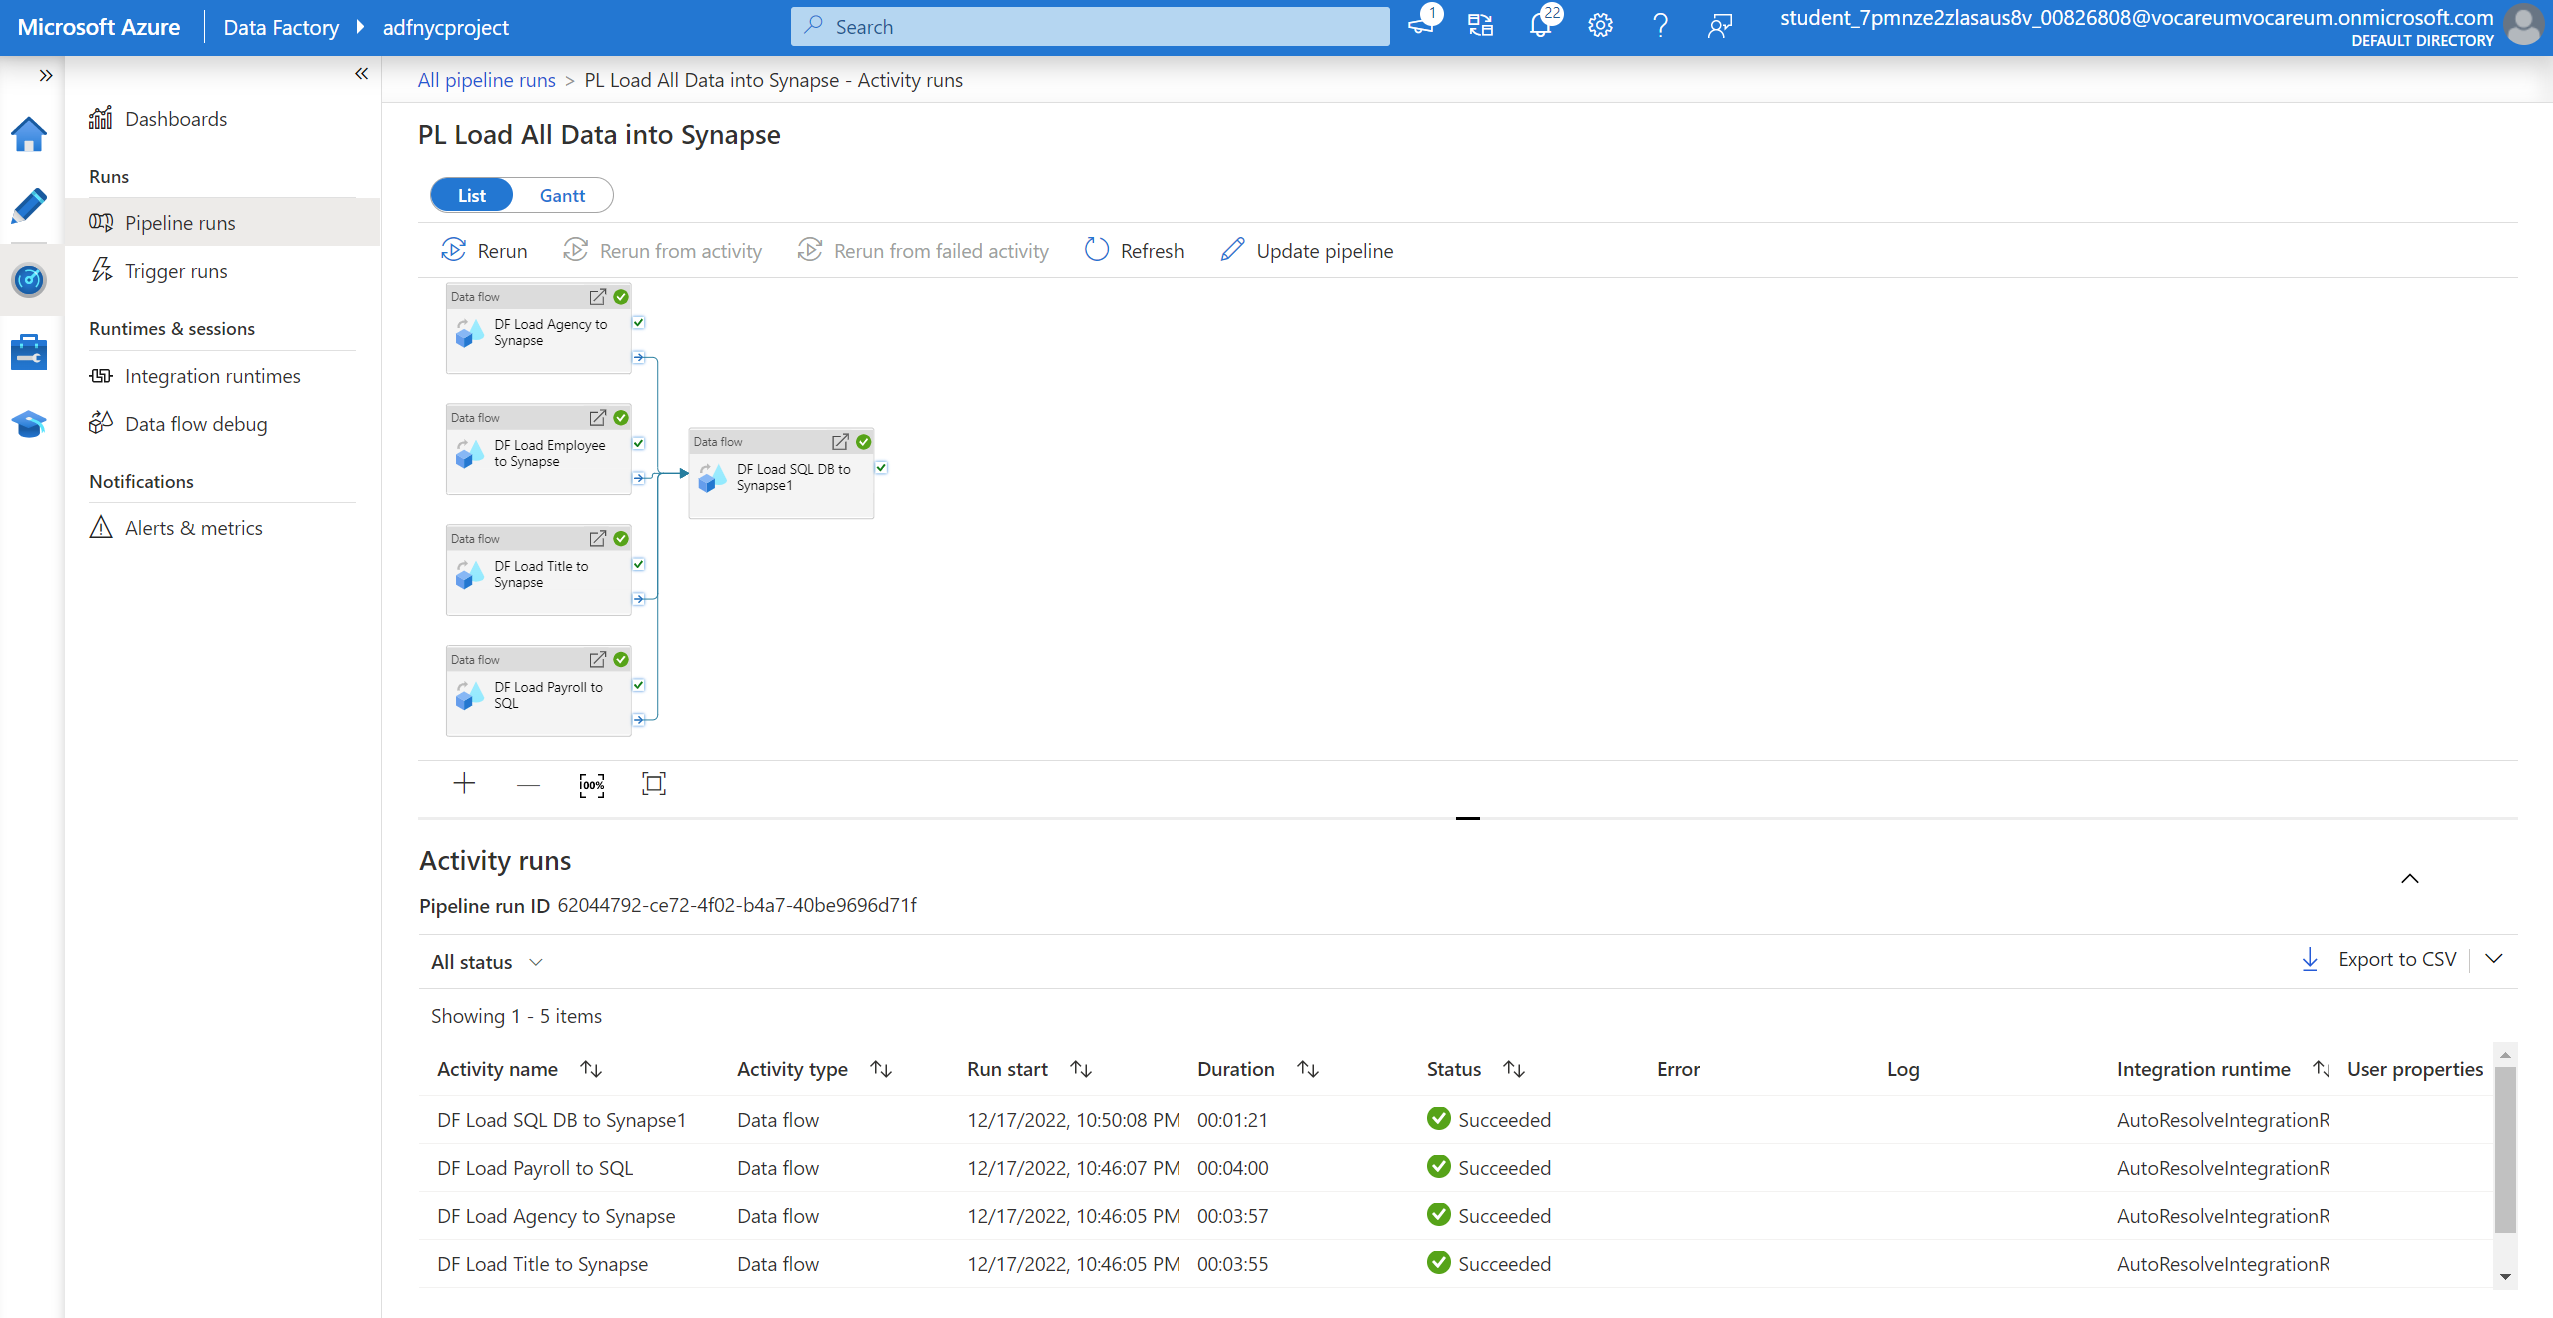 Microsoft Azure
Data Factory
adfnycproject
Search
1
22
student_7pmnze2zlasaus8v_00826808@vocareumvocareum.onmicrosoft.com
DEFAULT DIRECTORY
Dashboards
Runs
Pipeline runs
Trigger runs
Runtimes & sessions
Integration runtimes
Data flow debug
Notifications
Alerts & metrics
All pipeline runs > PL Load All Data into Synapse - Activity runs
PL Load All Data into Synapse
List Gantt
Rerun Rerun from activity Rerun from failed activity Refresh Update pipeline
Data flow
DF Load Agency to
Synapse
Data flow
DF Load Employee
to Synapse
Data flow
DF Load SQL DB to
Synapse1
Data flow
DF Load Title to
Synapse
Data flow
DF Load Payroll to
SQL
100%
Activity runs
Pipeline run ID 62044792-ce72-4f02-b4a7-40be9696d71f
All status
Export to CSV
Showing 1 - 5 items
Activity name Activity type Run start Duration Status Error Log Integration runtime User properties
DF Load SQL DB to Synapse1 Data flow 12/17/2022, 10:50:08 PM 00:01:21 Succeeded AutoResolveIntegrationR
DF Load Payroll to SQL Data flow 12/17/2022, 10:46:07 PM 00:04:00 Succeeded AutoResolveIntegrationR
DF Load Agency to Synapse Data flow 12/17/2022, 10:46:05 PM 00:03:57 Succeeded AutoResolveIntegrationR
DF Load Title to Synapse Data flow 12/17/2022, 10:46:05 PM 00:03:55 Succeeded AutoResolveIntegrationR